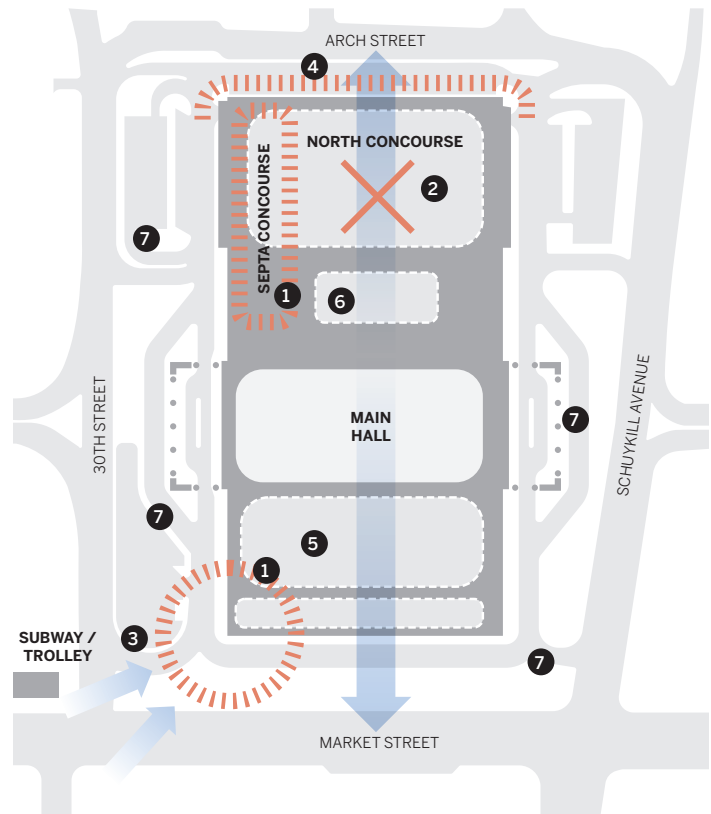 ARCH STREET
4
NORTH CONCOURSE
SEPTA CONCOURSE
2
7
1
6
30TH STREET
MAIN
HALL
7
SCHUYKILL AVENUE
7
5
1
SUBWAY /
TROLLEY
3
7
MARKET STREET